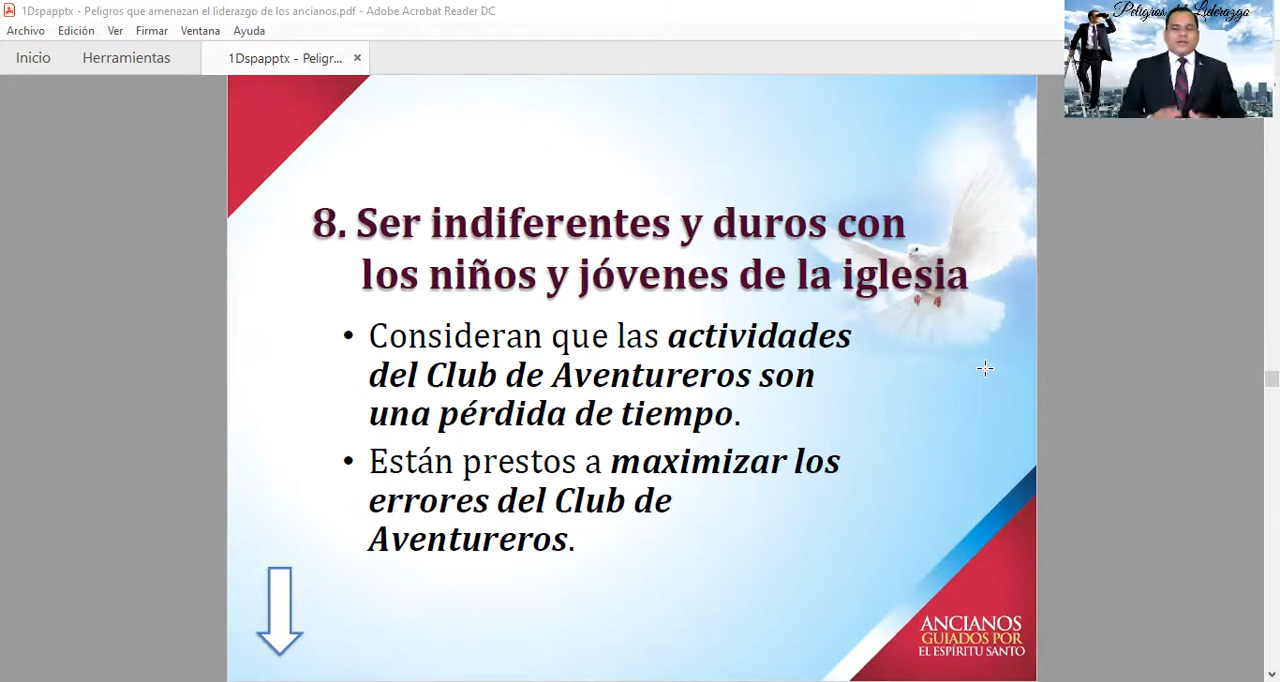 1Dspapptx - Peligros que amenazan el liderazgo de los ancianos.pdf - Adobe Acrobat Reader DC
Archivo Edición Ver Firmar Ventana Ayuda
Inicio Herramientas 1Dspapptx - Peligr... ×
Peligros del Liderazgo
8. Ser indiferentes y duros con
los niños y jóvenes de la iglesia
• Consideran que las actividades
del Club de Aventureros son
una pérdida de tiempo.
• Están prestos a maximizar los
errores del Club de
Aventureros.
ANCIANOS
GUIADOS POR
EL ESPÍRITU SANTO